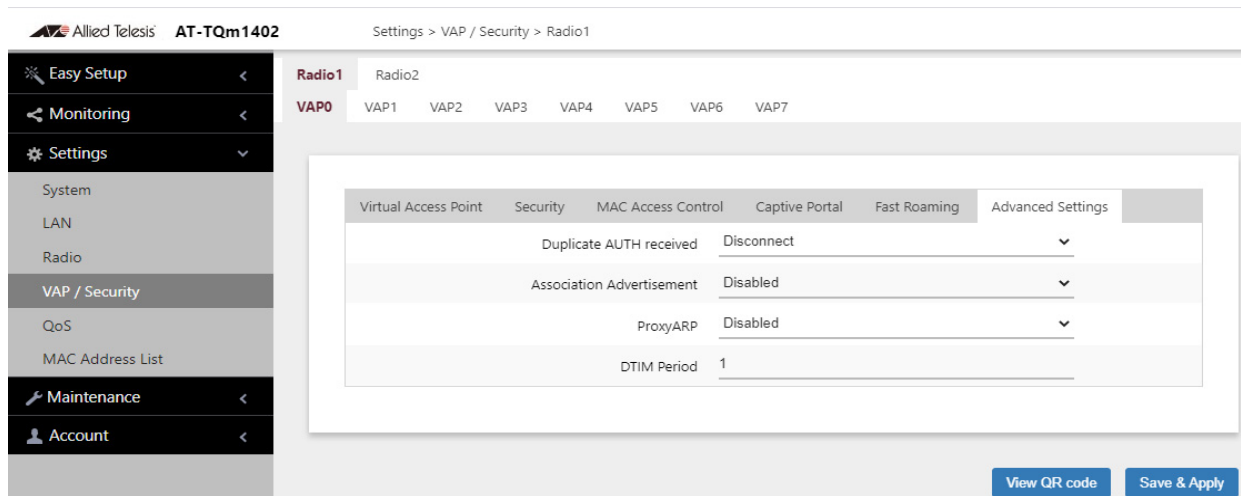 Allied Telesis AT-TQm1402 Settings > VAP / Security > Radio1
Easy Setup
Monitoring
Settings
System
LAN
Radio
VAP / Security
QoS
MAC Address List
Maintenance
Account
Radio1 Radio2
VAP0 VAP1 VAP2 VAP3 VAP4 VAP5 VAP6 VAP7
Virtual Access Point Security MAC Access Control Captive Portal Fast Roaming Advanced Settings
Duplicate AUTH received Disconnect
Association Advertisement Disabled
ProxyARP Disabled
DTIM Period 1
View QR code Save & Apply